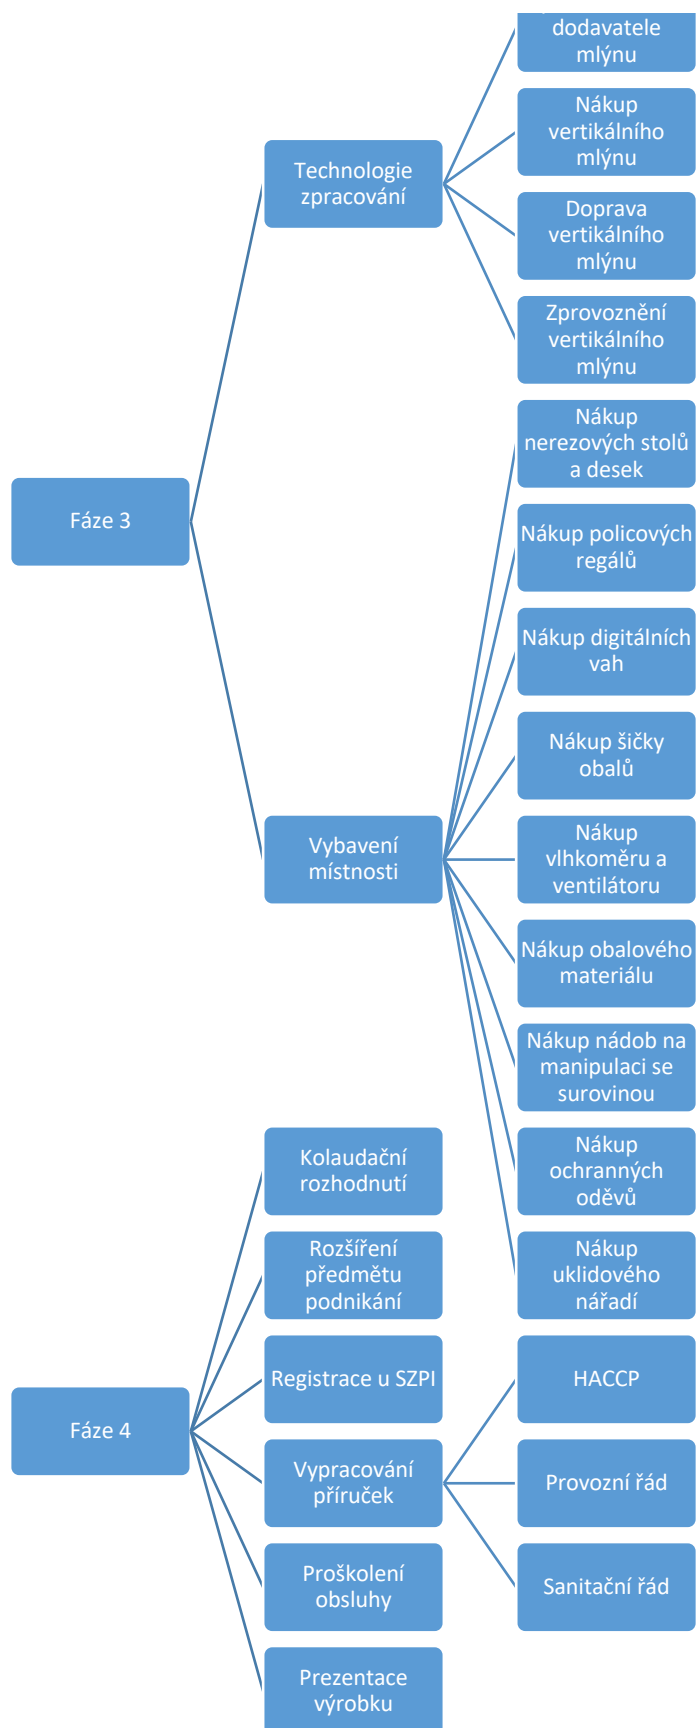 dodavatele
mlýnu
Nákup
vertikálního
mlýnu
Technologie
zpracování
Doprava
vertikálního
mlýnu
Zprovoznění
vertikálního
mlýnu
Nákup
nerezových stolů
a desek
Fáze 3
Nákup policových
regálů
Nákup digitálních
vah
Nákup šičky
obalů
Vybavení
místnosti
Nákup
vlhkoměru a
ventilátoru
Nákup obalového
materiálu
Nákup nádob na
manipulaci se
surovinou
Kolaudační
rozhodnutí
Nákup
ochranných
oděvů
Rozšíření
předmětu
podnikání
Nákup
uklidového
nářadí
Registrace u SZPI
HACCP
Fáze 4
Vypracování
příruček
Provozní řád
Proškolení
obsluhy
Sanitační řád
Prezentace
výrobku